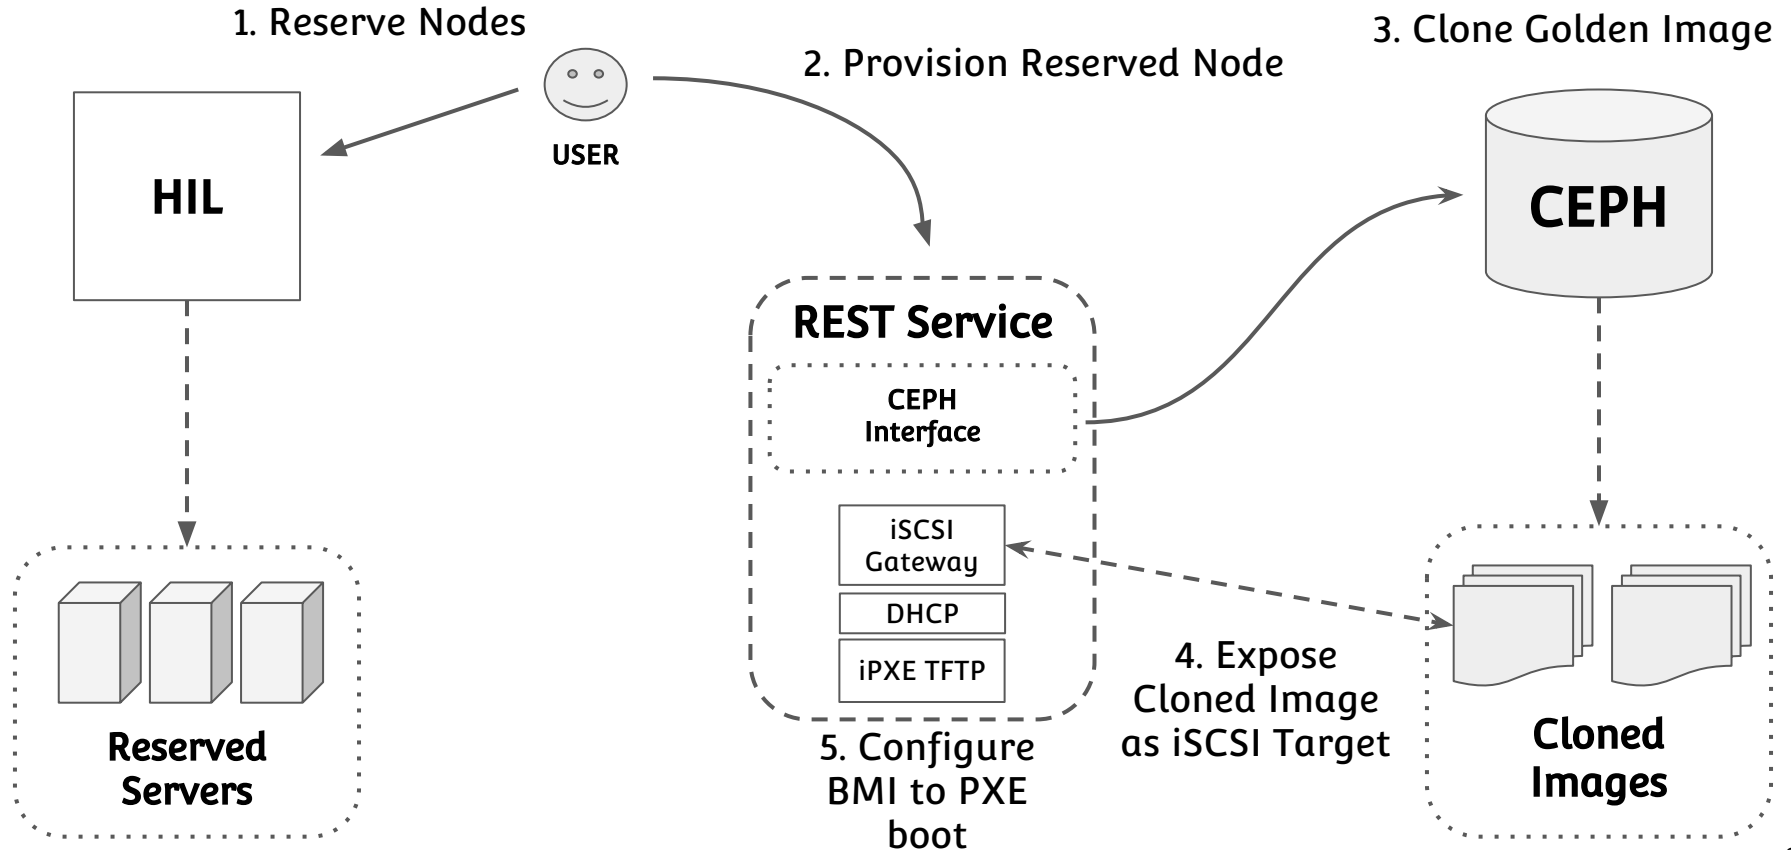 1. Reserve Nodes
2. Provision Reserved Node
3. Clone Golden Image
USER
HIL
CEPH
REST Service
CEPH
Interface
iSCSI
Gateway
DHCP
iPXE TFTP
4. Expose
Cloned Image
as iSCSI Target
5. Configure
BMI to PXE
boot
Reserved
Servers
Cloned
Images